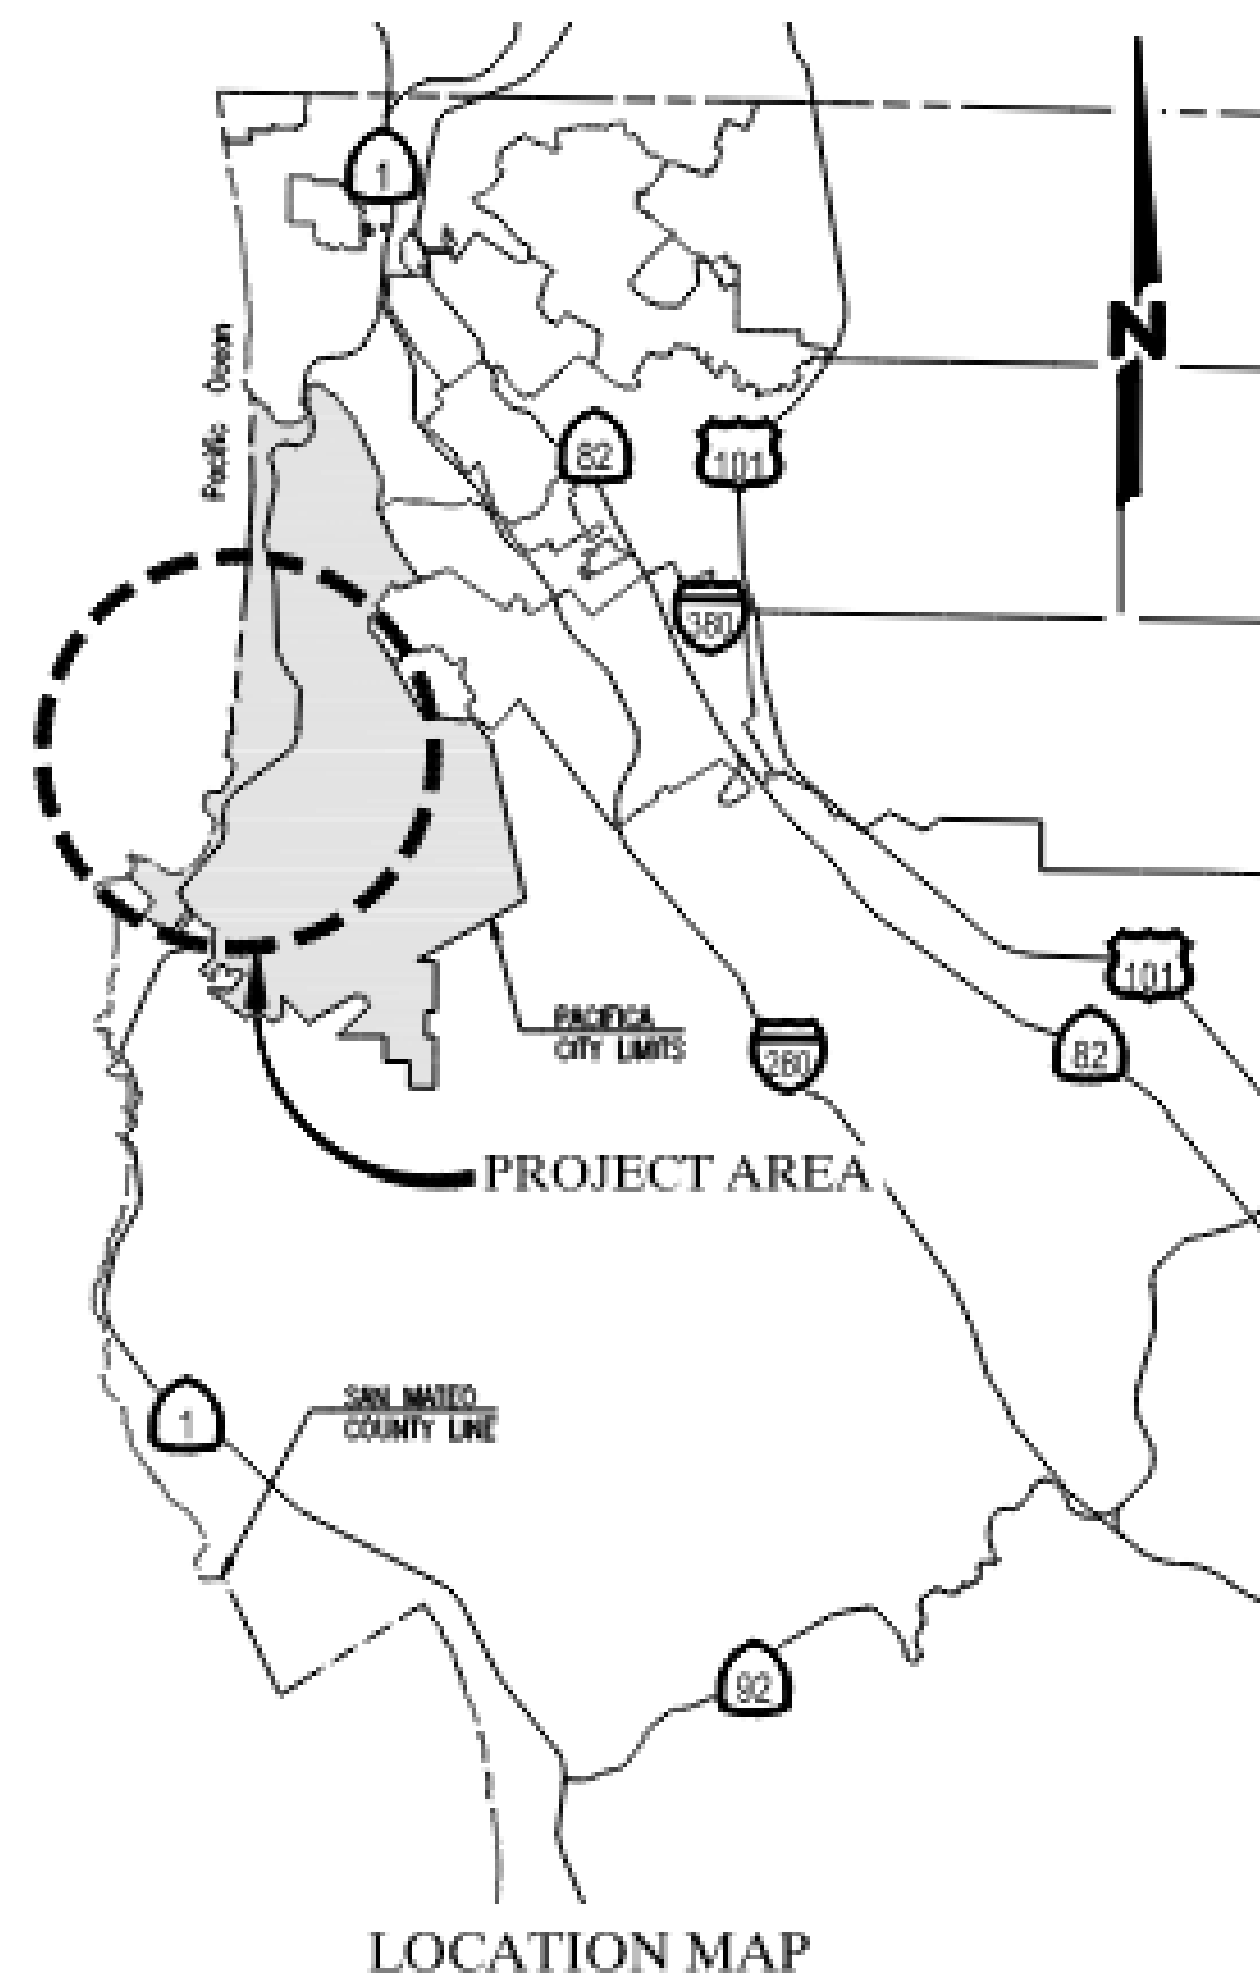 1
N
Pacific Ocean
82
101
380
101
PACIFICA
CITY LIMITS
280
82
PROJECT AREA
SAN MATEO
COUNTY LINE
1
92
LOCATION MAP